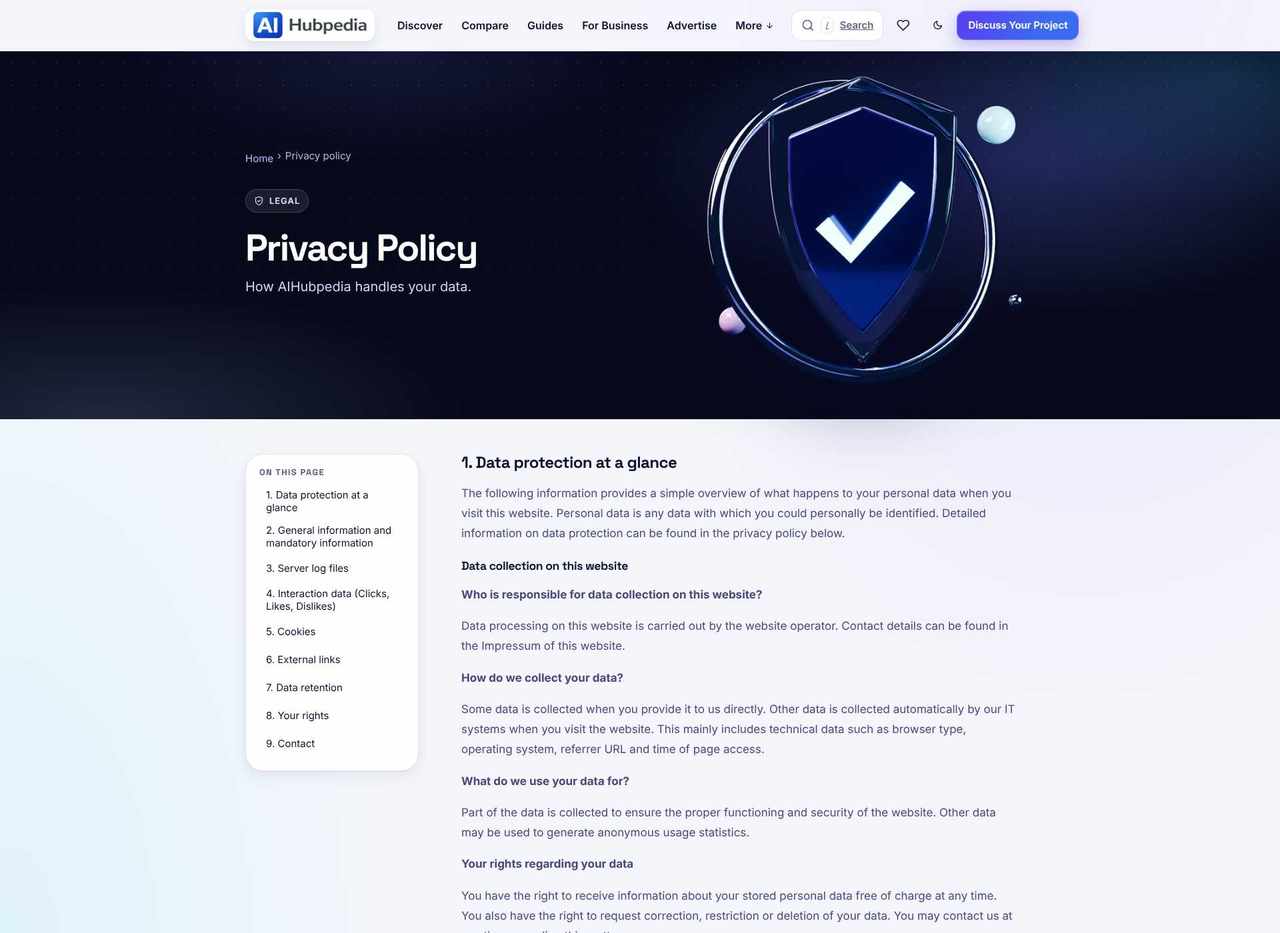 AI Hubpedia
Discover
Compare
Guides
For Business
Advertise
More ↓
/ Search
Discuss Your Project
Home › Privacy policy
LEGAL
Privacy Policy
How AIHubpedia handles your data.
ON THIS PAGE
1. Data protection at a
glance
2. General information and
mandatory information
3. Server log files
4. Interaction data (Clicks,
Likes, Dislikes)
5. Cookies
6. External links
7. Data retention
8. Your rights
9. Contact
1. Data protection at a glance
The following information provides a simple overview of what happens to your personal data when you
visit this website. Personal data is any data with which you could personally be identified. Detailed
information on data protection can be found in the privacy policy below.
Data collection on this website
Who is responsible for data collection on this website?
Data processing on this website is carried out by the website operator. Contact details can be found in
the Impressum of this website.
How do we collect your data?
Some data is collected when you provide it to us directly. Other data is collected automatically by our IT
systems when you visit the website. This mainly includes technical data such as browser type,
operating system, referrer URL and time of page access.
What do we use your data for?
Part of the data is collected to ensure the proper functioning and security of the website. Other data
may be used to generate anonymous usage statistics.
Your rights regarding your data
You have the right to receive information about your stored personal data free of charge at any time.
You also have the right to request correction, restriction or deletion of your data. You may contact us at